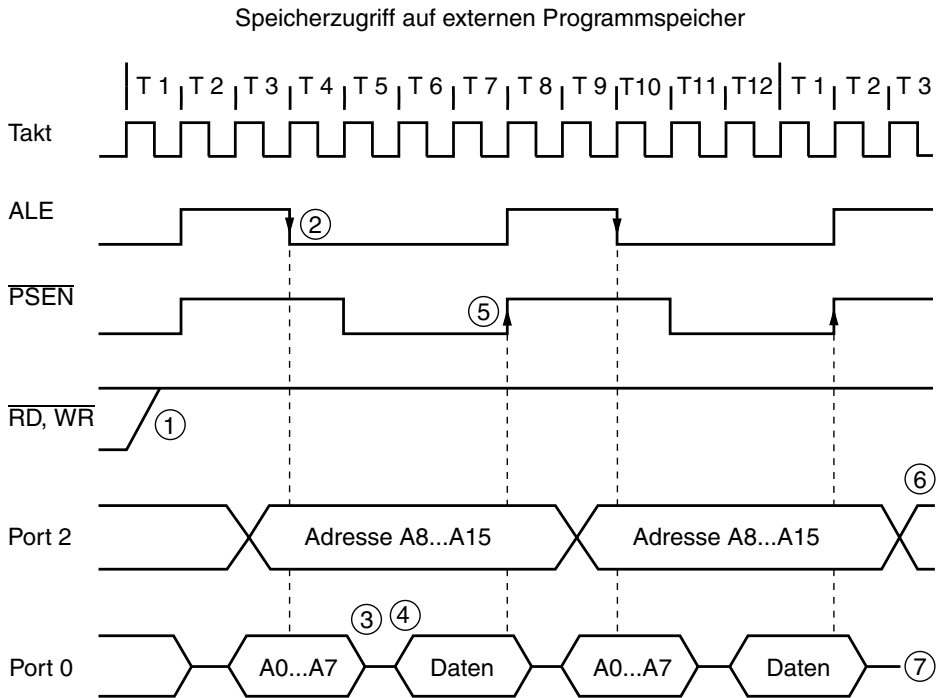 Speicherzugriff auf externen Programmspeicher
T 1 T 2 T 3 T 4 T 5 T 6 T 7 T 8 T 9 T10 T11 T12 T 1 T 2 T 3
Takt
ALE
②
PSEN
⑤
RD, WR
①
⑥
Port 2 Adresse A8...A15 Adresse A8...A15
③ ④
Port 0 A0...A7 Daten A0...A7 Daten ⑦